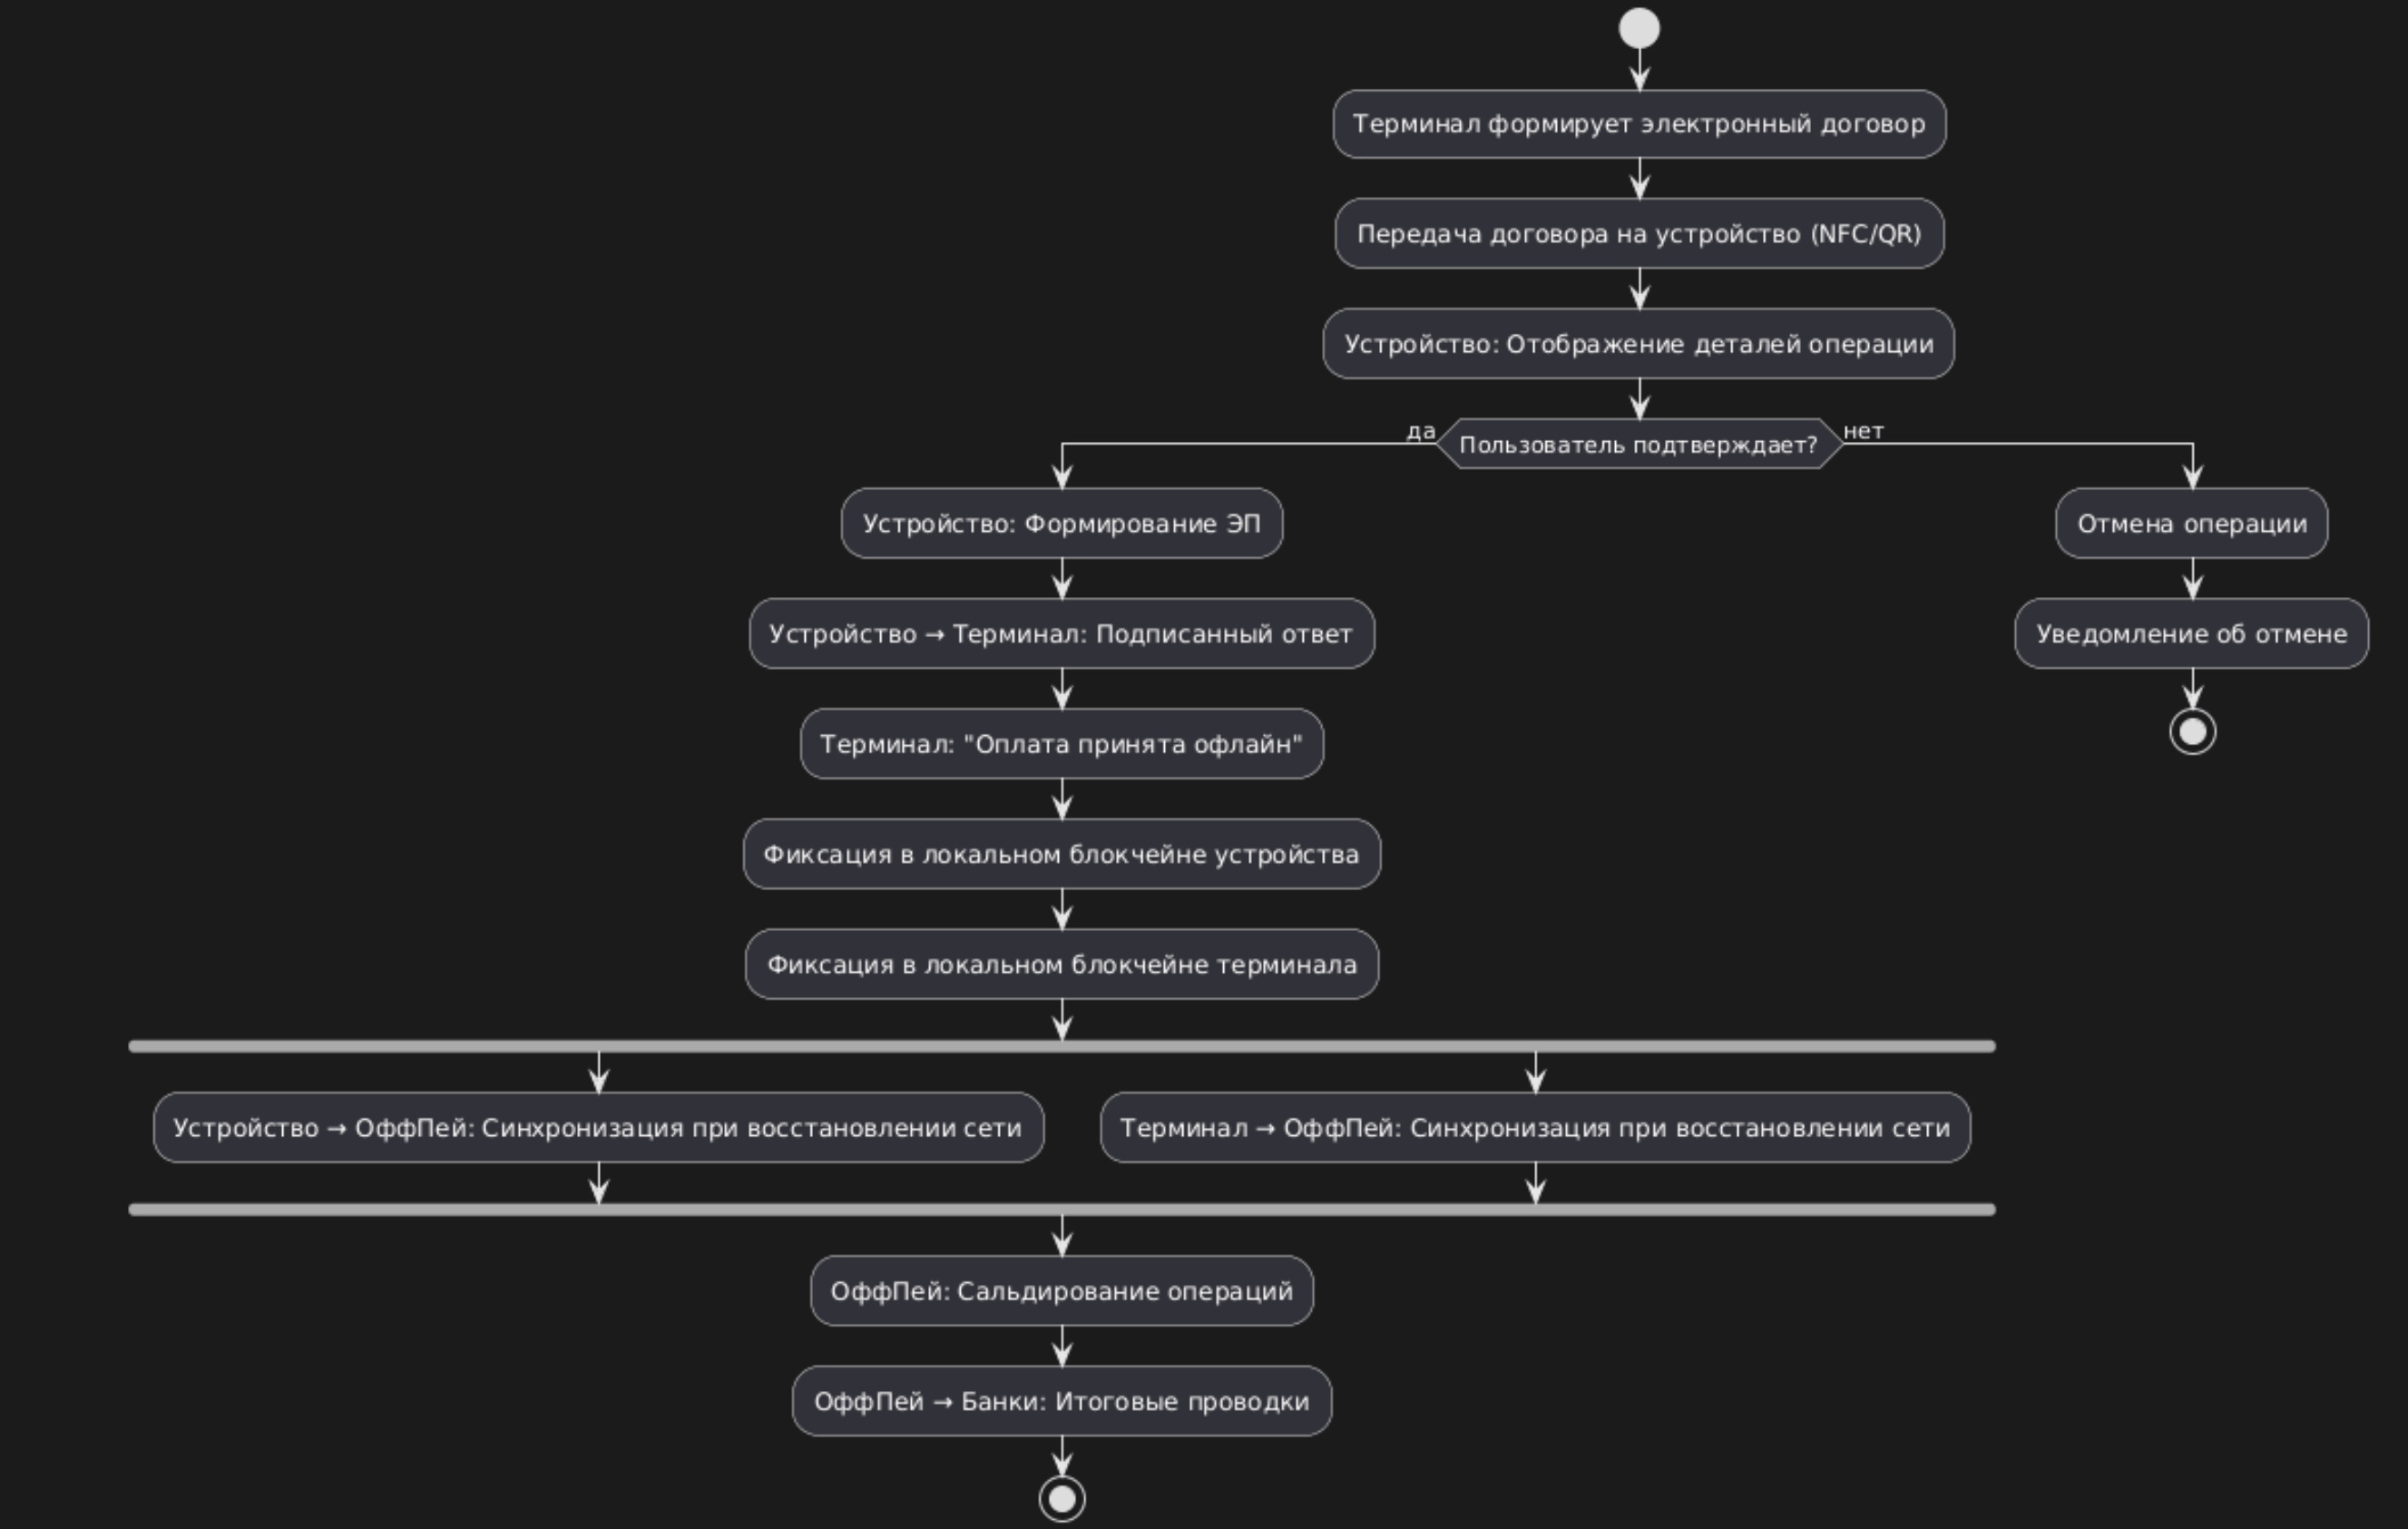 Терминал формирует электронный договор
Передача договора на устройство (NFC/QR)
Устройство: Отображение деталей операции
да
Пользователь подтверждает?
нет
Устройство: Формирование ЭП
Устройство → Терминал: Подписанный ответ
Терминал: "Оплата принята офлайн"
Фиксация в локальном блокчейне устройства
Фиксация в локальном блокчейне терминала
Устройство → ОффПей: Синхронизация при восстановлении сети
Терминал → ОффПей: Синхронизация при восстановлении сети
ОффПей: Сальдирование операций
ОффПей → Банки: Итоговые проводки
Отмена операции
Уведомление об отмене